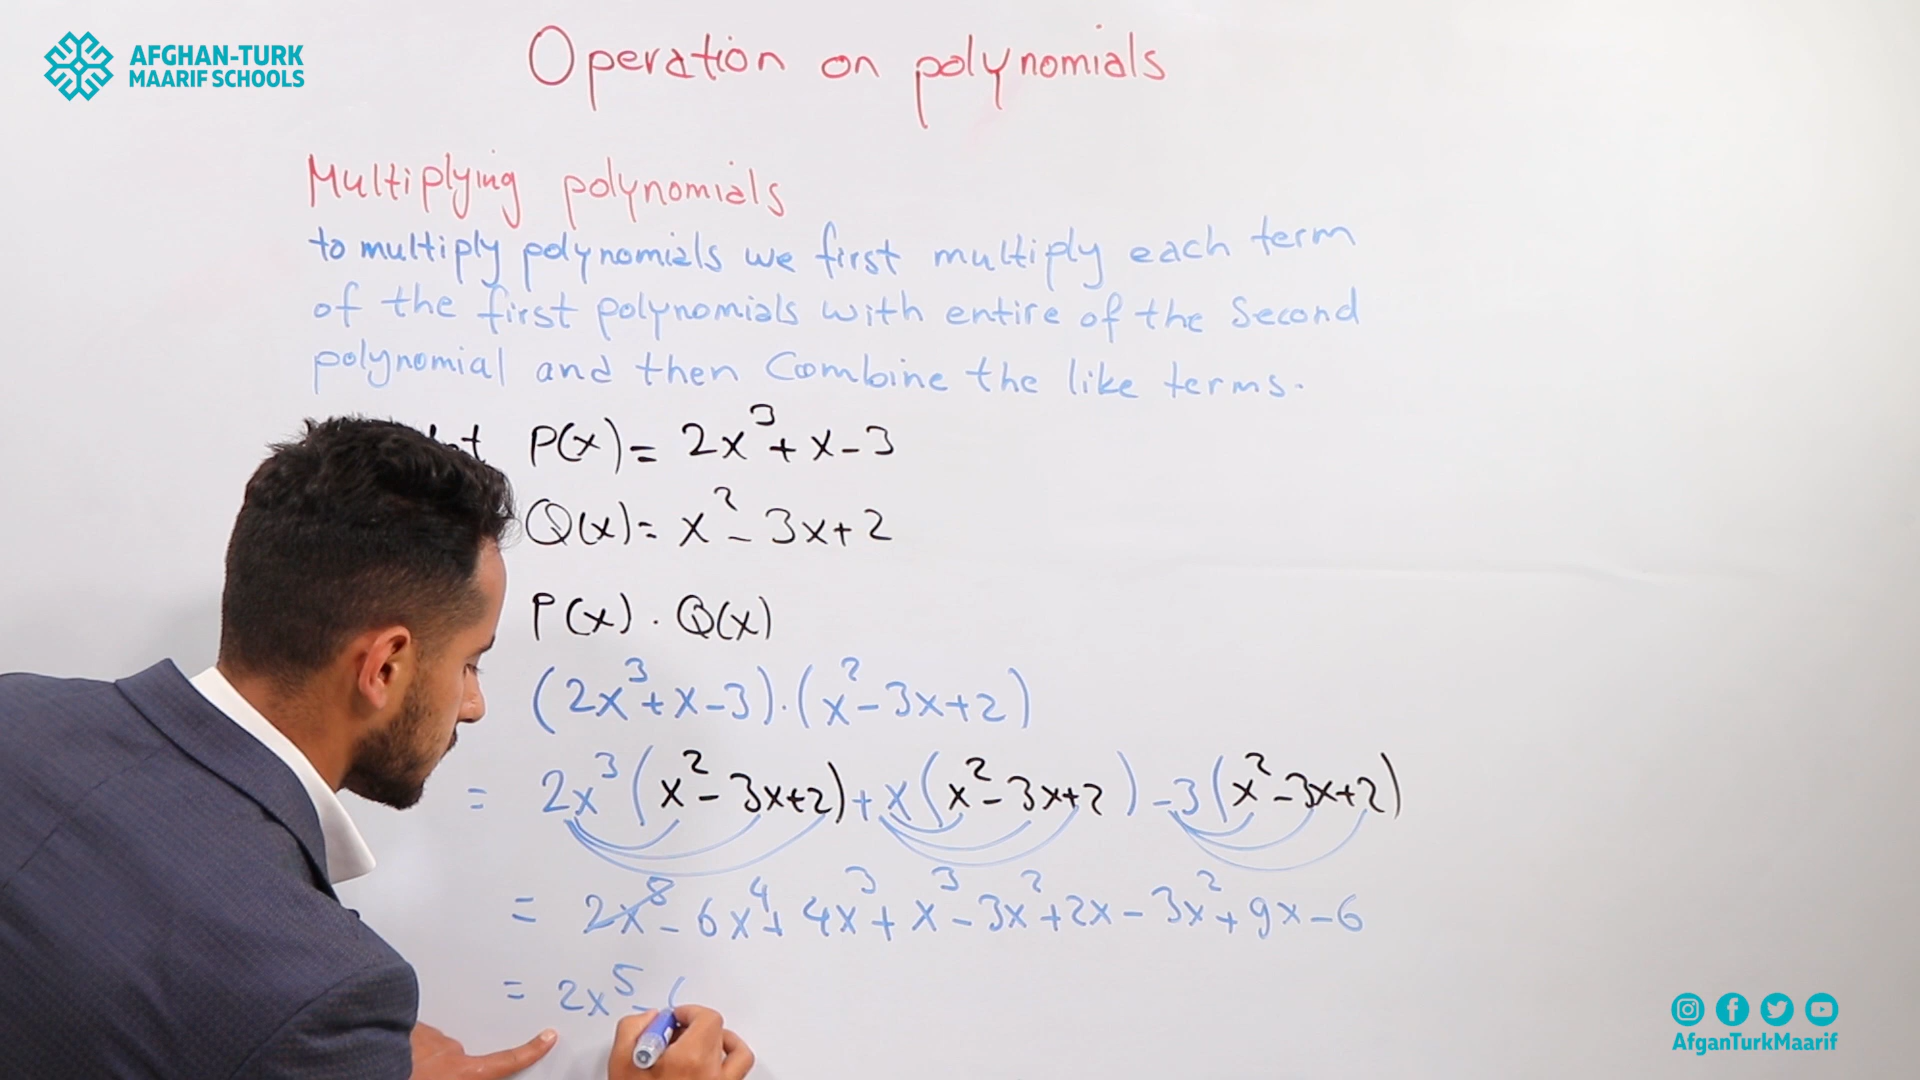 AFGHAN-TURK
MAARIF SCHOOLS
Operation on polynomials
Multiplying polynomials
to multiply polynomials we first multiply each term
of the first polynomials with entire of the Second
polynomial and then Combine the like terms.
P(x) = 2x³ + x - 3
Q(x) = x² - 3x + 2
P(x) . Q(x)
(2x³ + x - 3) . (x² - 3x + 2)
= 2x³ (x² - 3x + 2) + x (x² - 3x + 2) - 3 (x² - 3x + 2)
= 2x⁸ - 6x⁴ + 4x³ + x³ - 3x² + 2x - 3x² + 9x - 6
= 2x⁵ -
AfganTurkMaarif